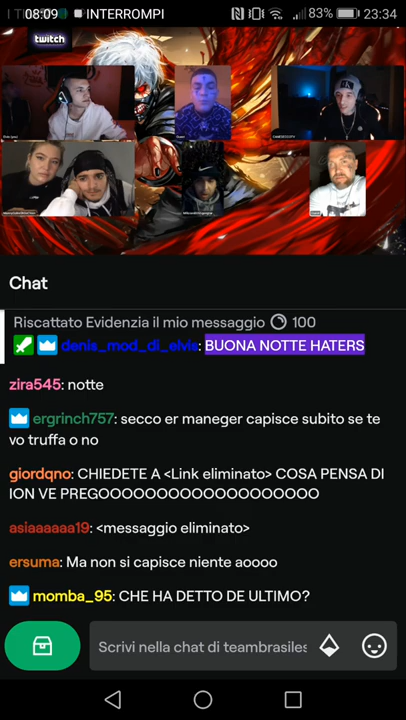 08:09 INTERROMPI 83% 23:34
twitch
Chat
Riscattato Evidenzia il mio messaggio 100
denis_mod_di_elvis: BUONA NOTTE HATERS
zira545: notte
ergrinch757: secco er maneger capisce subito se te
vo truffa o no
giordqno: CHIEDETE A <Link eliminato> COSA PENSA DI
ION VE PREGOOOOOOOOOOOOOOOOOOO
asiaaaaaa19: <messaggio eliminato>
ersuma: Ma non si capisce niente aoooo
momba_95: CHE HA DETTO DE ULTIMO?
Scrivi nella chat di teambrasiles